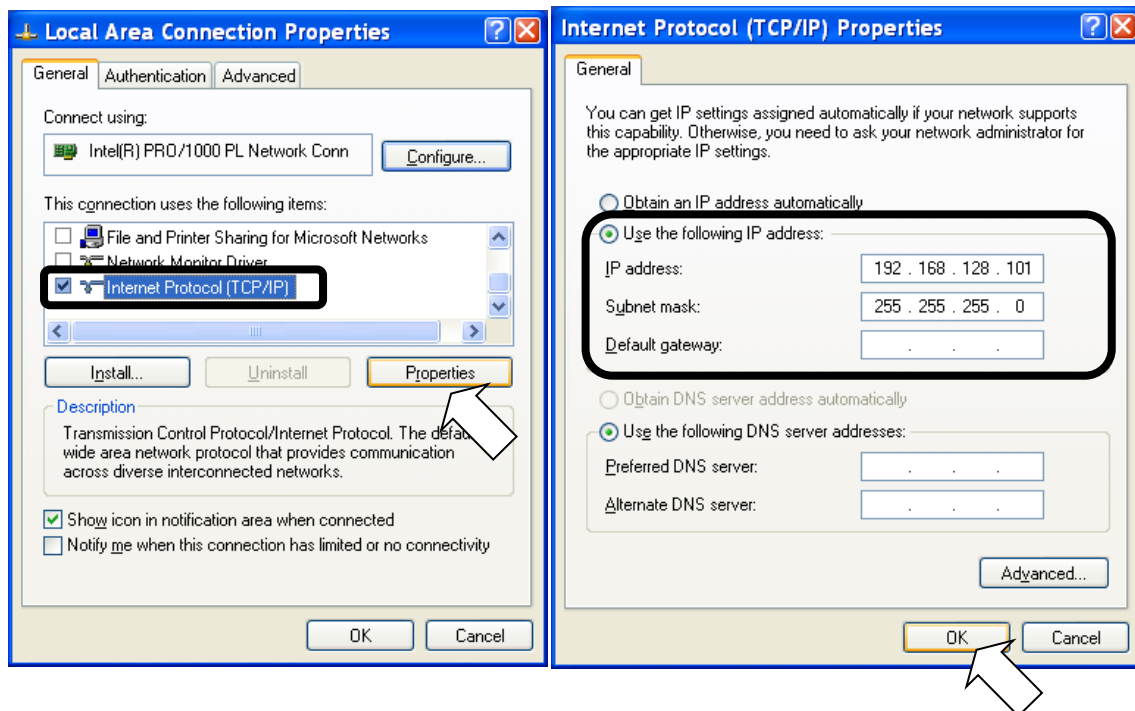 Local Area Connection Properties
General Authentication Advanced
Connect using:
Intel(R) PRO/1000 PL Network Conn Configure...
This connection uses the following items:
File and Printer Sharing for Microsoft Networks
Network Monitor Driver
Internet Protocol (TCP/IP)
Install... Uninstall Properties
Description
Transmission Control Protocol/Internet Protocol. The
wide area network protocol that provides communication
across diverse interconnected networks.
Show icon in notification area when connected
Notify me when this connection has limited or no connectivity
OK Cancel
Internet Protocol (TCP/IP) Properties
General
You can get IP settings assigned automatically if your network supports
this capability. Otherwise, you need to ask your network administrator for
the appropriate IP settings.
Obtain an IP address automatically
Use the following IP address:
IP address: 192 . 168 . 128 . 101
Subnet mask: 255 . 255 . 255 . 0
Default gateway: . . .
Obtain DNS server address automatically
Use the following DNS server addresses:
Preferred DNS server: . . .
Alternate DNS server: . . .
Advanced...
OK Cancel